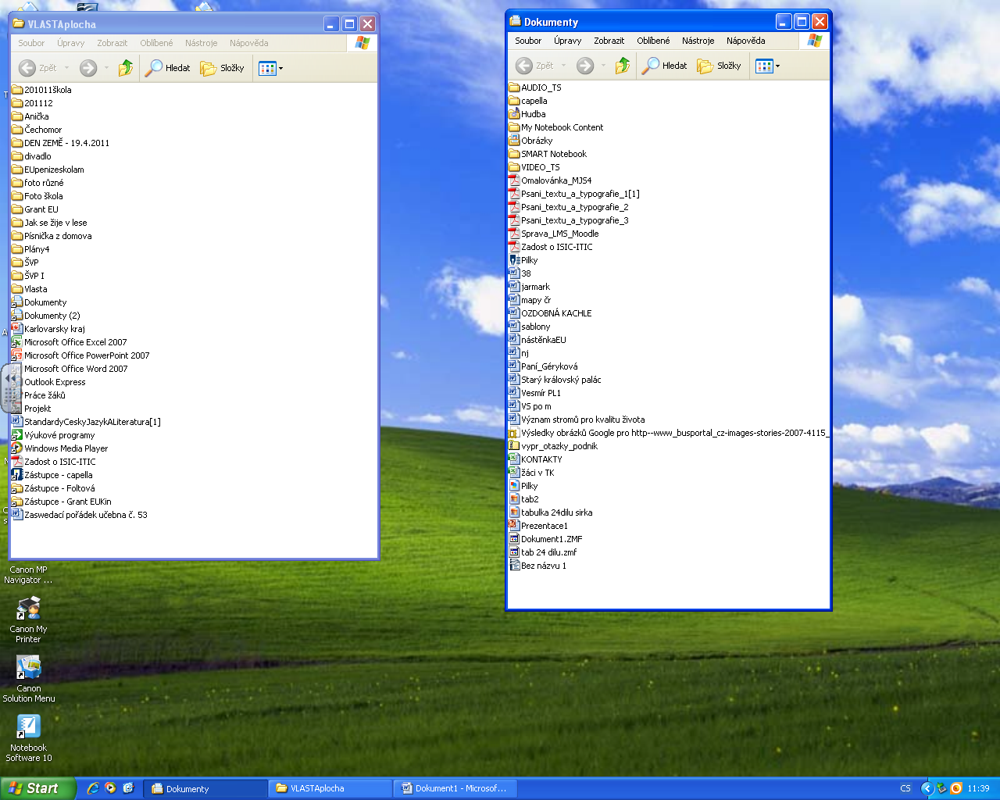 VLASTAplocha
Soubor Úpravy Zobrazit Oblíbené Nástroje Nápověda
Zpět Hledat Složky
201011škola
201112
Anička
Čechomor
DEN ZEMĚ - 19.4.2011
divadlo
EUpenizeskolam
foto různé
Foto škola
Grant EU
Jak se žije v lese
Písnička z domova
Plány4
ŠVP
ŠVP I
Vlasta
Dokumenty
Dokumenty (2)
Karlovarsky kraj
Microsoft Office Excel 2007
Microsoft Office PowerPoint 2007
Microsoft Office Word 2007
Outlook Express
Práce žáků
Projekt
StandardyCeskyJazykALiteratura[1]
Výukové programy
Windows Media Player
Zadost o ISIC-ITIC
Zástupce - capella
Zástupce - Foltová
Zástupce - Grant EUKin
Zaswedací pořádek učebna č. 53
Dokumenty
Soubor Úpravy Zobrazit Oblíbené Nástroje Nápověda
Zpět Hledat Složky
AUDIO_TS
capella
Hudba
My Notebook Content
Obrázky
SMART Notebook
VIDEO_TS
Omalovánka_MJS4
Psani_textu_a_typografie_1[1]
Psani_textu_a_typografie_2
Psani_textu_a_typografie_3
Sprava_LMS_Moodle
Zadost o ISIC-ITIC
Pilky
38
jarmark
mapy čr
OZDOBNÁ KACHLE
sablony
nástěnkaEU
nj
Paní_Géryková
Starý královský palác
Vesmír PL1
VS po m
Význam stromů pro kvalitu života
Výsledky obrázků Google pro http--www_busportal_cz-images-stories-2007-4115_
vypr_otazky_podnik
KONTAKTY
žáci v TK
Pilky
tab2
tabulka 24dilu sirka
Prezentace1
Dokument1.ZMF
tab 24 dilu.zmf
Bez názvu 1
Canon MP
Navigator ...
Canon My
Printer
Canon
Solution Menu
Notebook
Software 10
Start Dokumenty VLASTAplocha Dokument1 - Microsof... CS 11:39